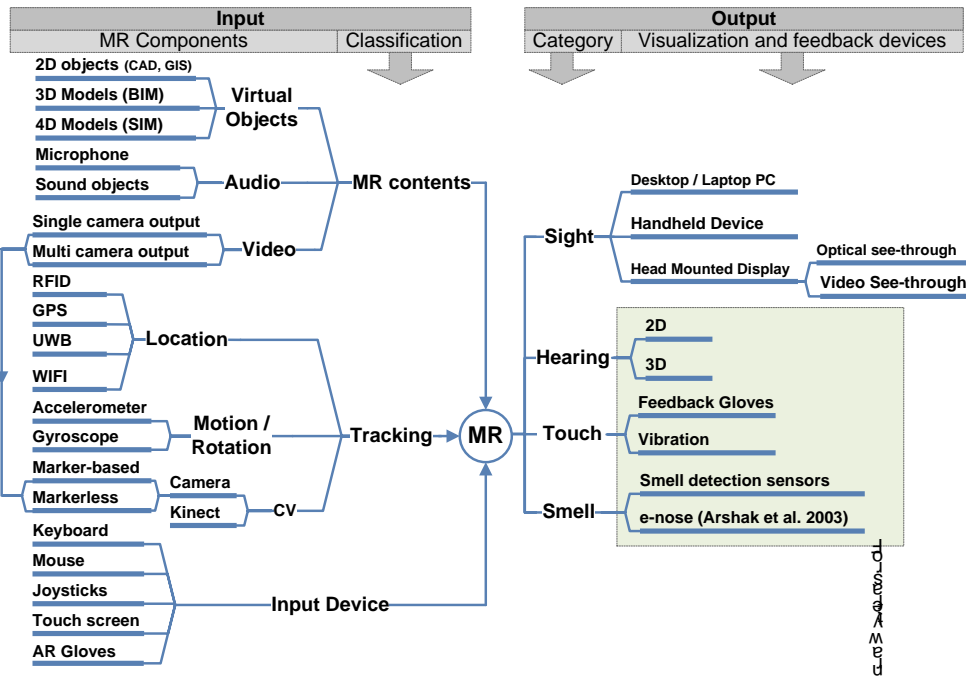 Input
MR Components
Classification
2D objects (CAD, GIS)
3D Models (BIM)
4D Models (SIM)
Virtual
Objects
Microphone
Sound objects
Audio
MR contents
Single camera output
Multi camera output
Video
RFID
GPS
UWB
WIFI
Location
Accelerometer
Gyroscope
Motion /
Rotation
Tracking
Marker-based
Markerless
Camera
Kinect
CV
Keyboard
Mouse
Joysticks
Touch screen
AR Gloves
Input Device
MR
Output
Category
Visualization and feedback devices
Sight
Desktop / Laptop PC
Handheld Device
Head Mounted Display
Optical see-through
Video See-through
Hearing
2D
3D
Touch
Feedback Gloves
Vibration
Smell
Smell detection sensors
e-nose (Arshak et al. 2003)